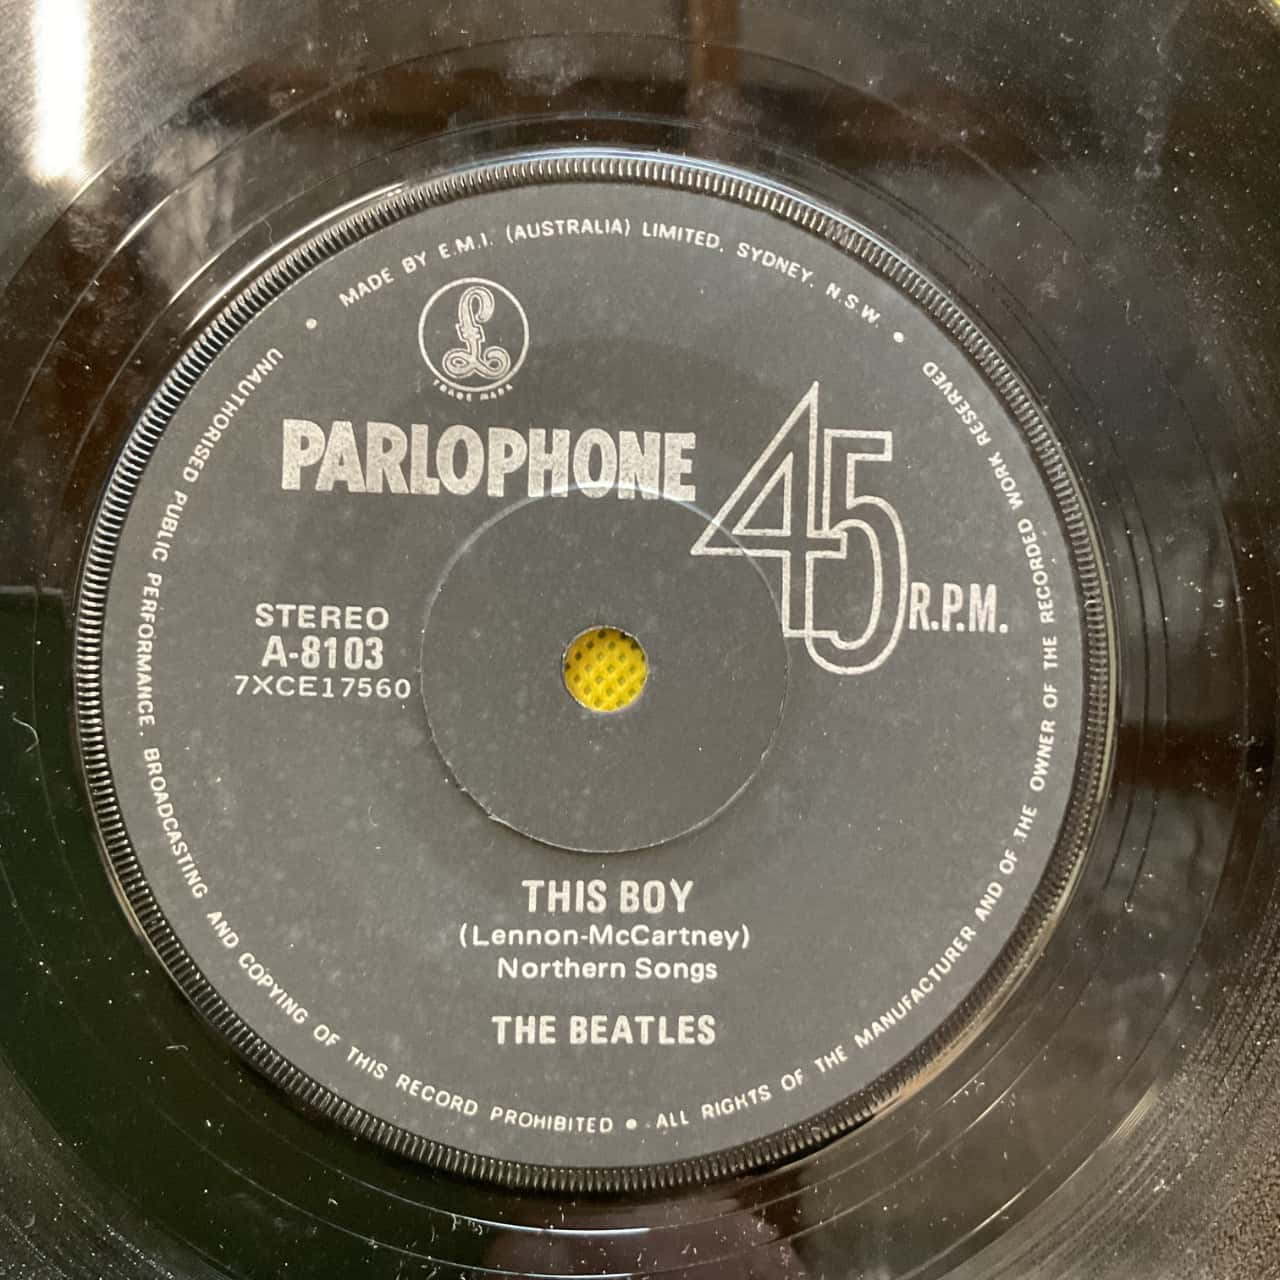 MADE BY E.M.I. (AUSTRALIA) LIMITED, SYDNEY, N.S.W. •
TRADE MARK
PARLOPHONE
45 R.P.M.
STEREO
A-8103
7XCE17560
THIS BOY
(Lennon-McCartney)
Northern Songs
THE BEATLES
UNAUTHORISED PUBLIC PERFORMANCE. BROADCASTING AND COPYING OF THIS RECORD PROHIBITED • ALL RIGHTS OF THE MANUFACTURER AND OF THE OWNER OF THE RECORDED WORK RESERVED